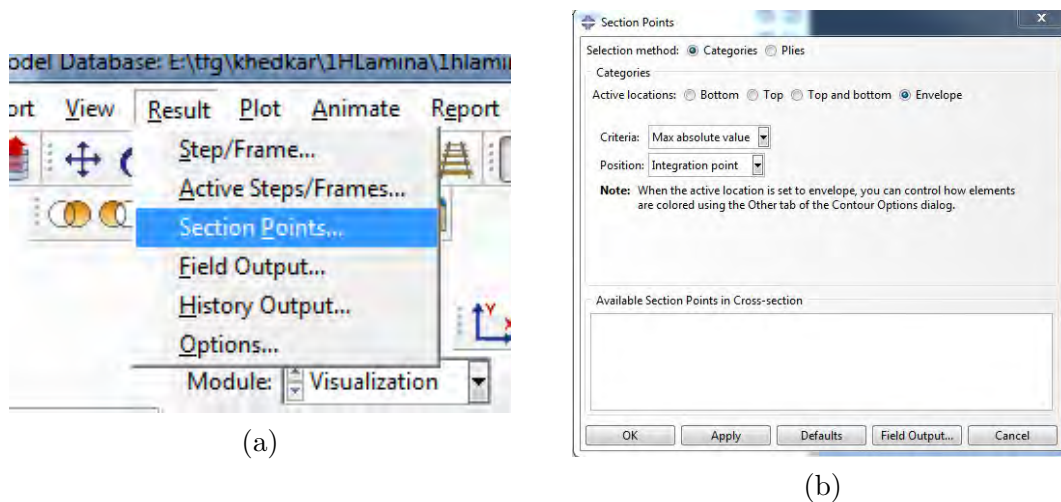 odel Database: E:\tfg\khedkar\1HLamina\1hlami
ort View Result Plot Animate Report
Step/Frame...
Active Steps/Frames...
Section Points...
Field Output...
History Output...
Options...
Module: Visualization
(a)
Section Points
X
Selection method: Categories Plies
Categories
Active locations: Bottom Top Top and bottom Envelope
Criteria: Max absolute value
Position: Integration point
Note: When the active location is set to envelope, you can control how elements
are colored using the Other tab of the Contour Options dialog.
Available Section Points in Cross-section
OK Apply Defaults Field Output... Cancel
(b)